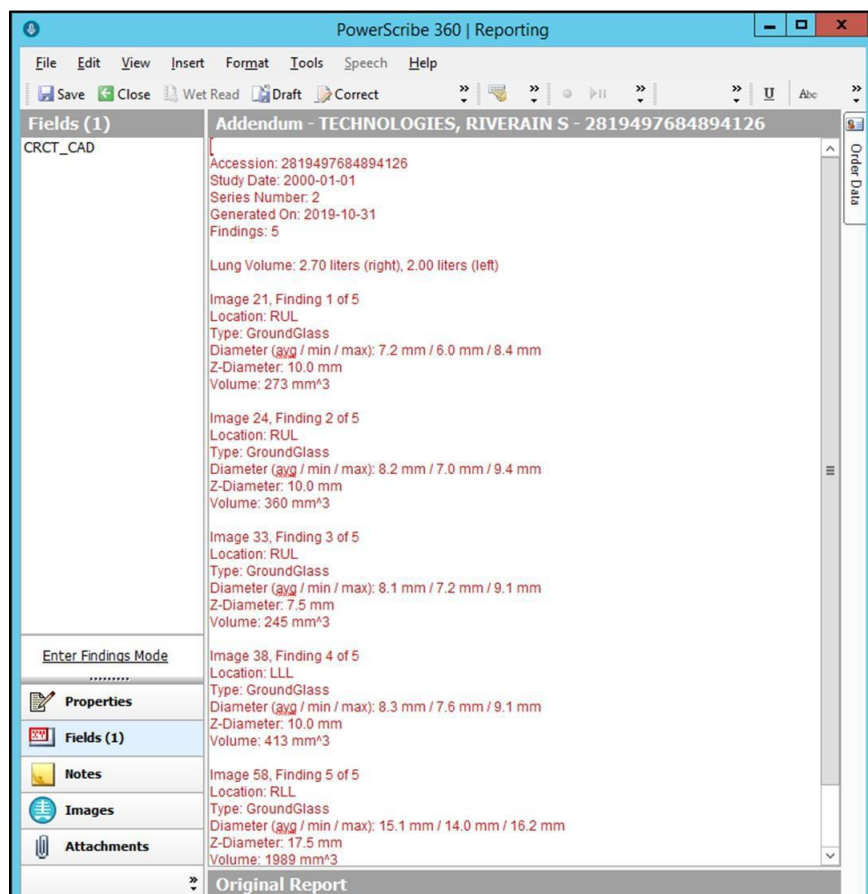 PowerScribe 360 | Reporting
File Edit View Insert Format Tools Speech Help
Save Close Wet Read Draft Correct U Abc
Fields (1)
CRCT_CAD
Addendum - TECHNOLOGIES, RIVERAIN S - 2819497684894126
Order Data
Accession: 2819497684894126
Study Date: 2000-01-01
Series Number: 2
Generated On: 2019-10-31
Findings: 5
Lung Volume: 2.70 liters (right), 2.00 liters (left)
Image 21, Finding 1 of 5
Location: RUL
Type: GroundGlass
Diameter (avg / min / max): 7.2 mm / 6.0 mm / 8.4 mm
Z-Diameter: 10.0 mm
Volume: 273 mm^3
Image 24, Finding 2 of 5
Location: RUL
Type: GroundGlass
Diameter (avg / min / max): 8.2 mm / 7.0 mm / 9.4 mm
Z-Diameter: 10.0 mm
Volume: 360 mm^3
Image 33, Finding 3 of 5
Location: RUL
Type: GroundGlass
Diameter (avg / min / max): 8.1 mm / 7.2 mm / 9.1 mm
Z-Diameter: 7.5 mm
Volume: 245 mm^3
Image 38, Finding 4 of 5
Location: LLL
Type: GroundGlass
Diameter (avg / min / max): 8.3 mm / 7.6 mm / 9.1 mm
Z-Diameter: 10.0 mm
Volume: 413 mm^3
Image 58, Finding 5 of 5
Location: RLL
Type: GroundGlass
Diameter (avg / min / max): 15.1 mm / 14.0 mm / 16.2 mm
Z-Diameter: 17.5 mm
Volume: 1989 mm^3
Enter Findings Mode
Properties
Fields (1)
Notes
Images
Attachments
Original Report